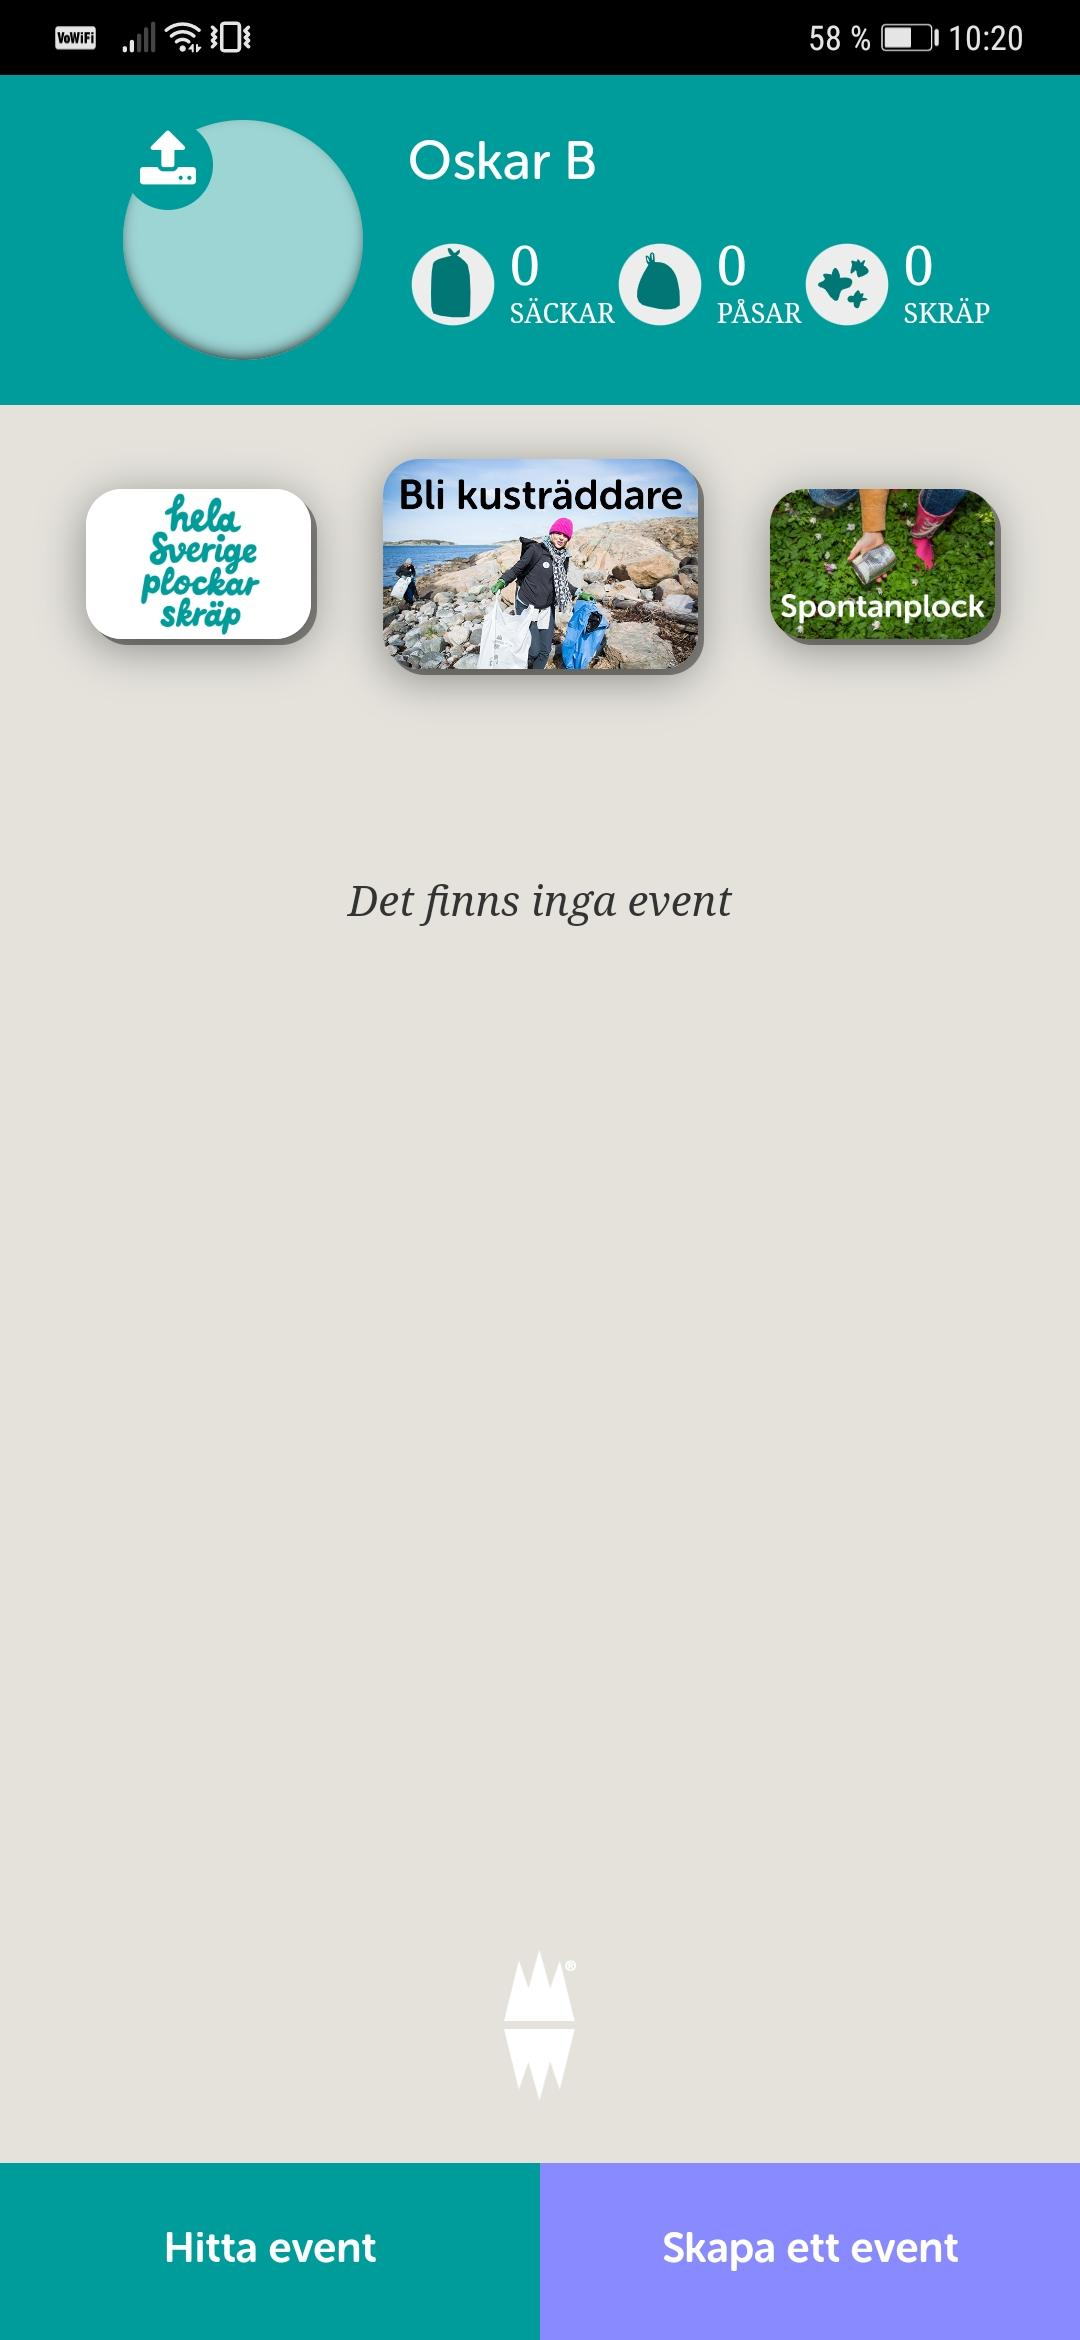 VoWiFi
58 % 10:20
Oskar B
0 0 0
SÄCKAR PÅSAR SKRÄP
hela
Sverige
plockar
skräp
Bli kusträddare
Spontanplock
Det finns inga event
®
Hitta event Skapa ett event